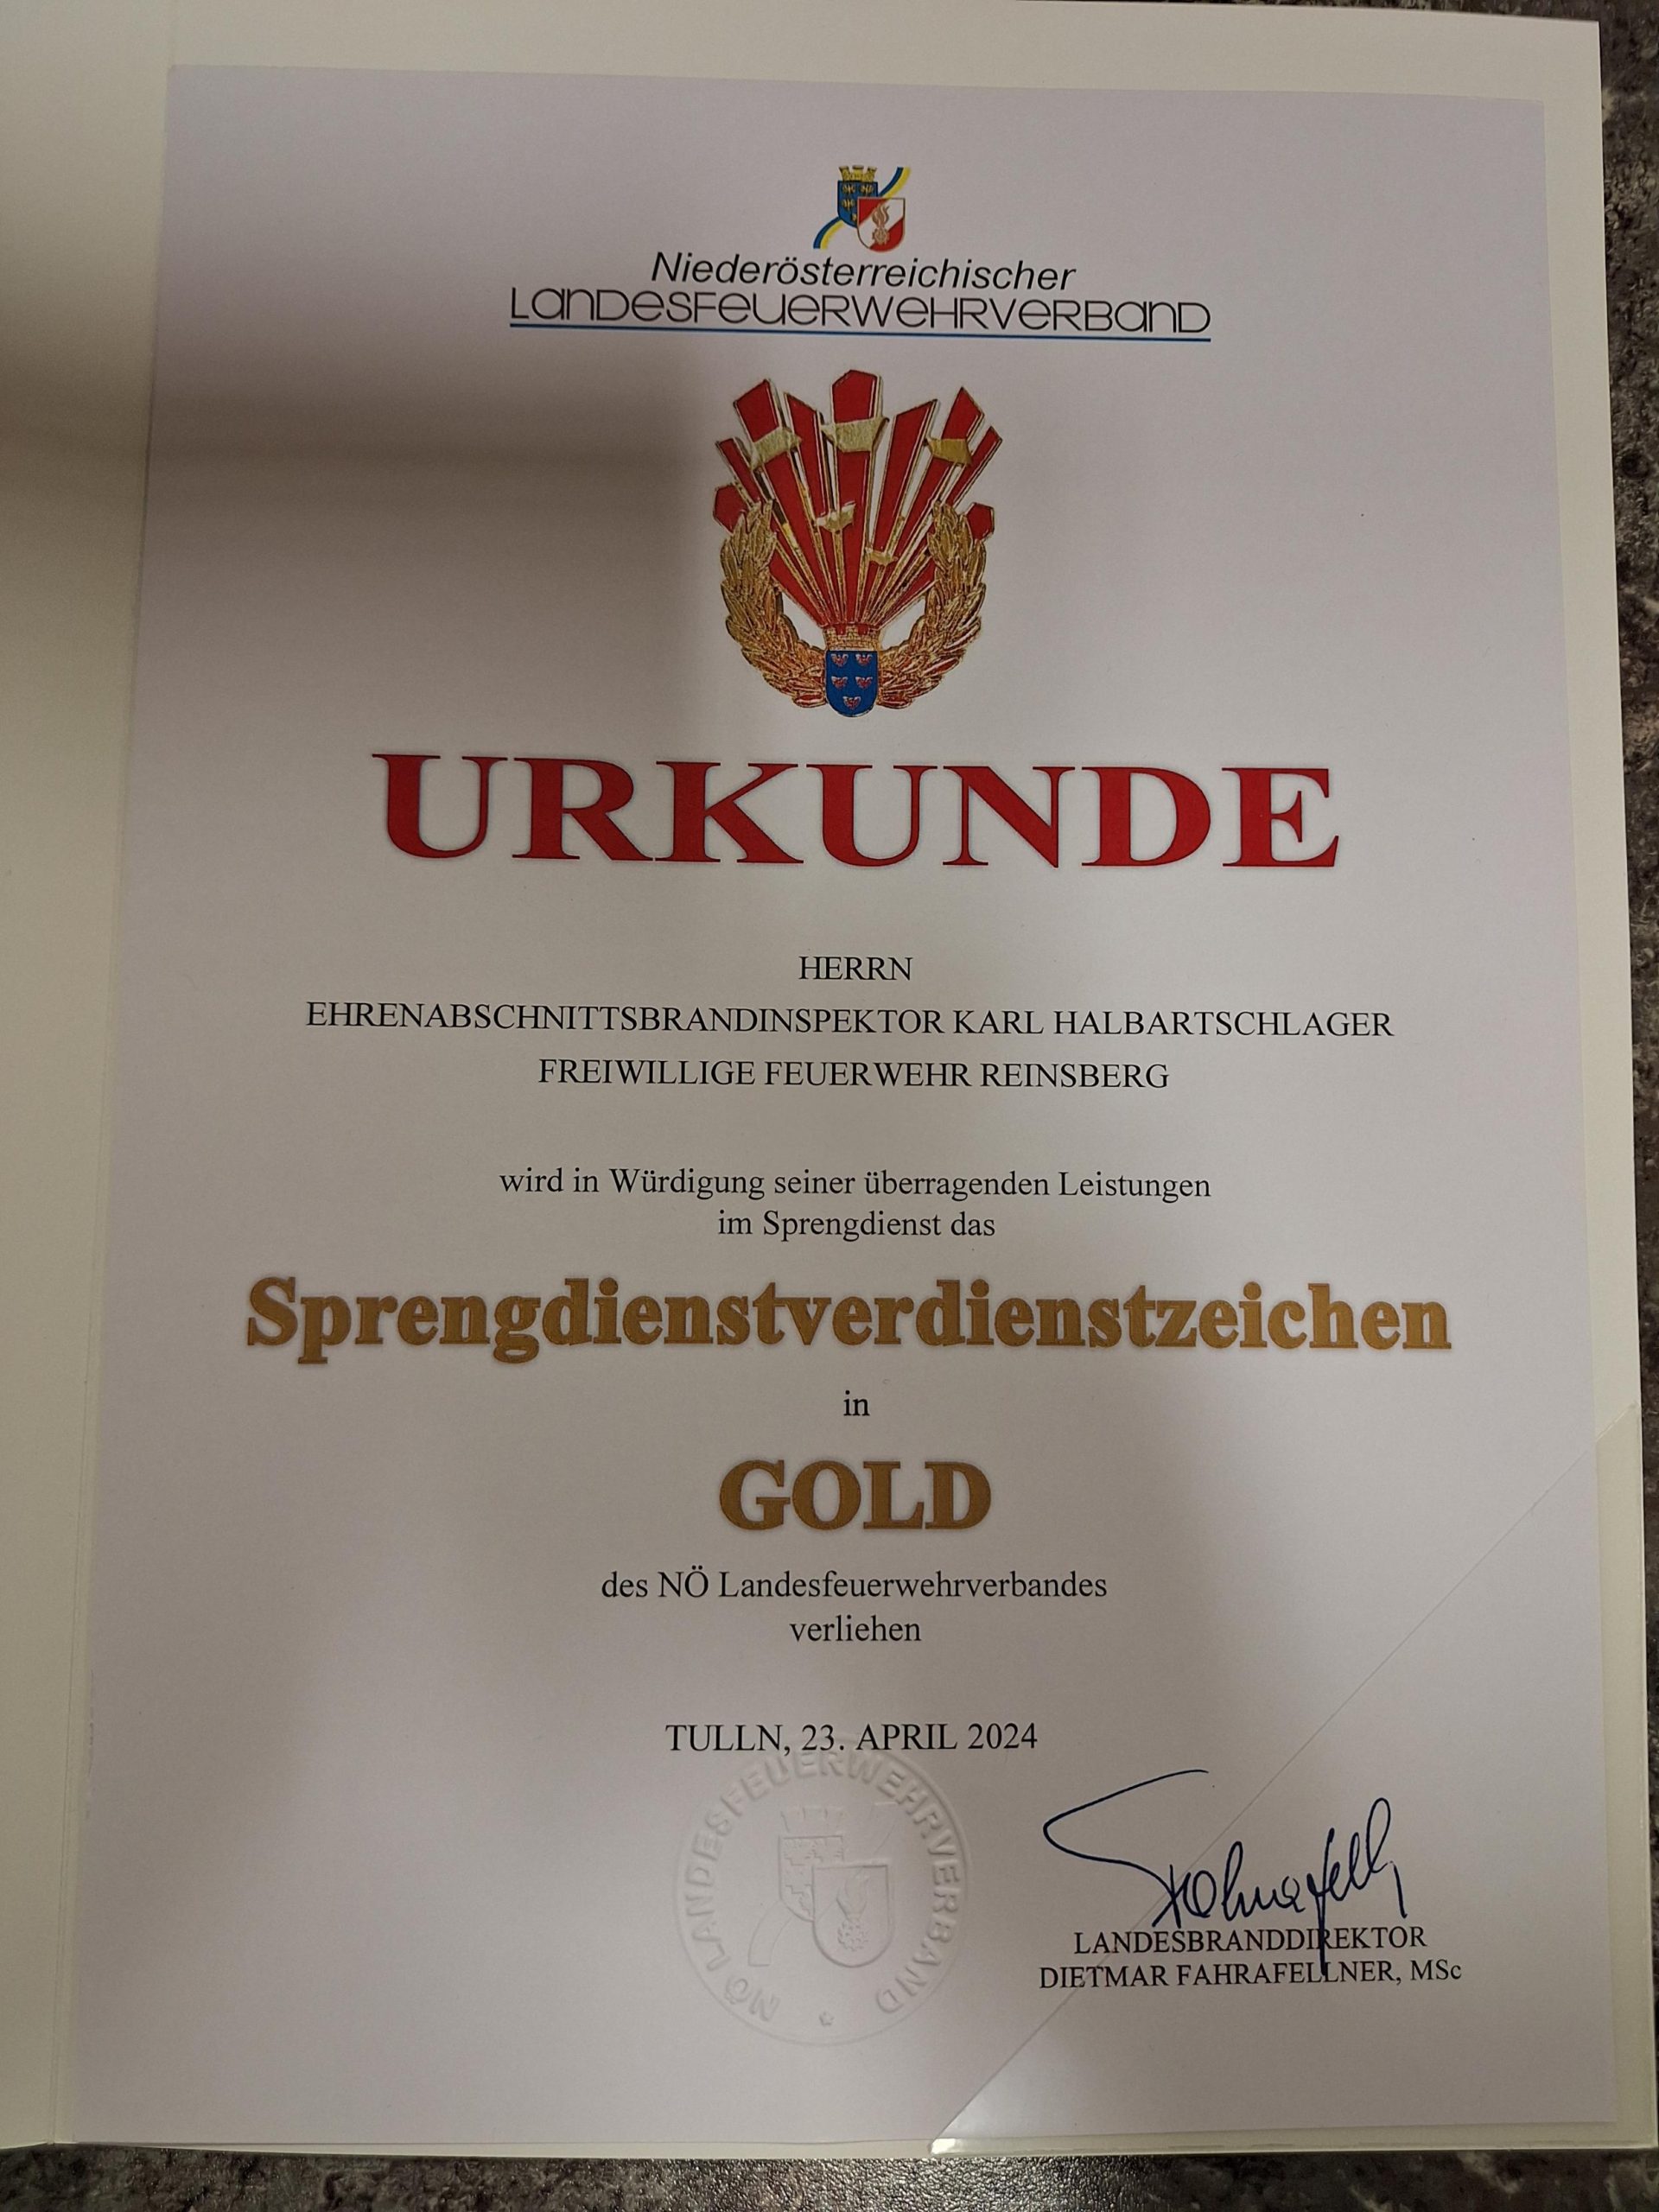 Niederösterreichischer
LANDESFEUERWEHRVERBAND
URKUNDE
HERRN
EHRENABSCHNITTSBRANDINSPEKTOR KARL HALBARTSCHLAGER
FREIWILLIGE FEUERWEHR REINSBERG
wird in Würdigung seiner überragenden Leistungen
im Sprengdienst das
Sprengdienstverdienstzeichen
in
GOLD
des NÖ Landesfeuerwehrverbandes
verliehen
TULLN, 23. APRIL 2024
NÖ LANDESFEUERWEHRVERBAND
LANDESBRANDDIREKTOR
DIETMAR FAHRAFELLNER, MSc